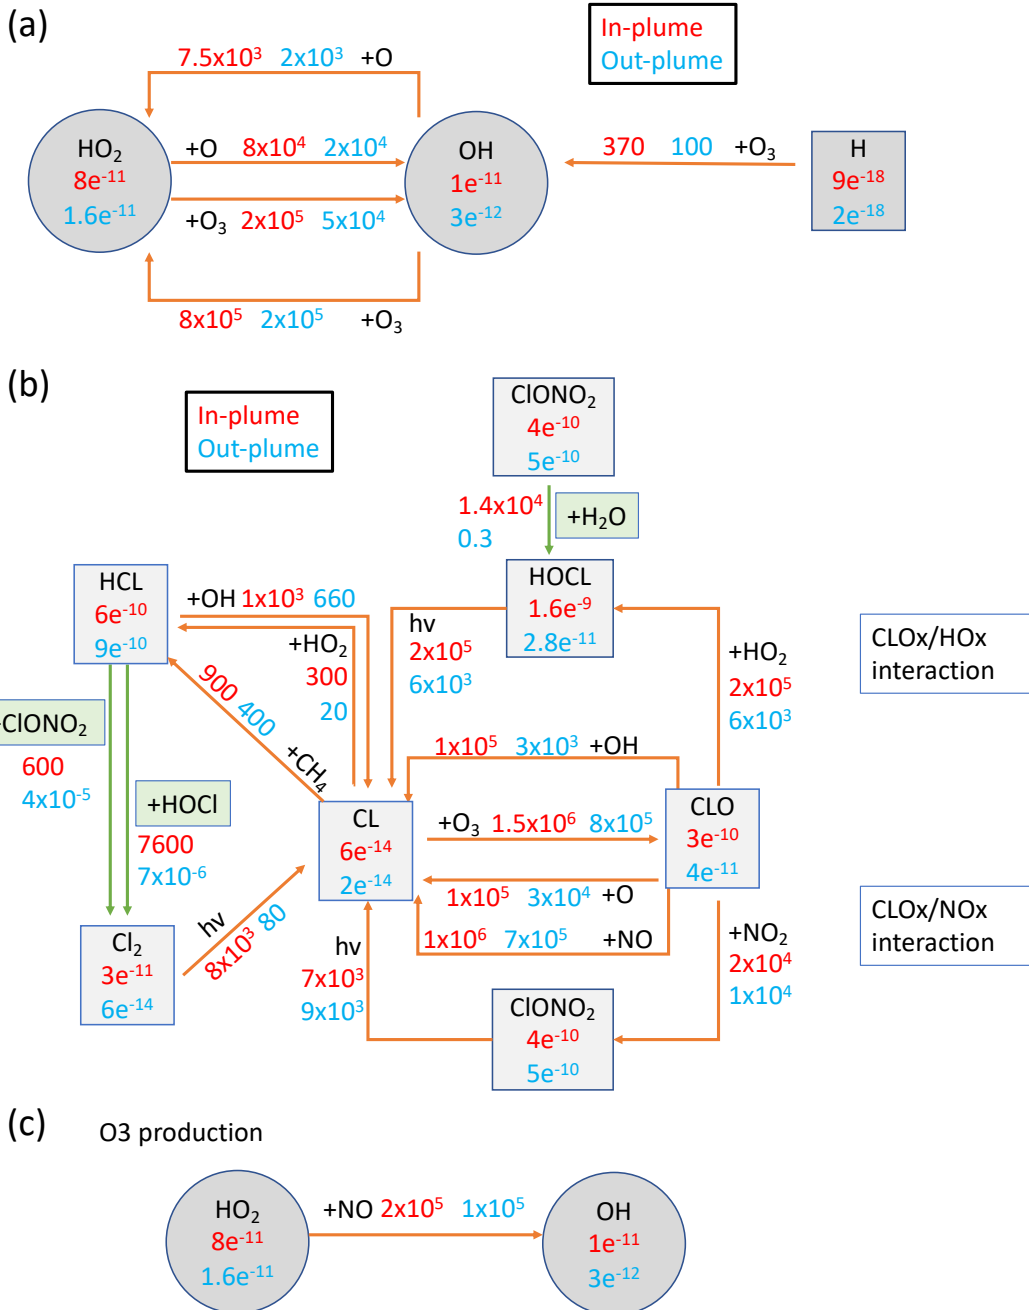 (a)
In-plume
Out-plume
7.5x10³ 2x10³ +O
HO₂
8e⁻¹¹
1.6e⁻¹¹
+O 8x10⁴ 2x10⁴
+O₃ 2x10⁵ 5x10⁴
OH
1e⁻¹¹
3e⁻¹²
370 100 +O₃
H
9e⁻¹⁸
2e⁻¹⁸
8x10⁵ 2x10⁵ +O₃
(b)
In-plume
Out-plume
ClONO₂
4e⁻¹⁰
5e⁻¹⁰
1.4x10⁴
0.3
+H₂O
HCL
6e⁻¹⁰
9e⁻¹⁰
+OH 1x10³ 660
+HO₂
300
20
hv
2x10⁵
6x10³
HOCL
1.6e⁻⁹
2.8e⁻¹¹
+HO₂
2x10⁵
6x10³
CLOx/HOx
interaction
900
400
+CH₄
ClONO₂
600
4x10⁻⁵
+HOCl
7600
7x10⁻⁶
1x10⁵ 3x10³ +OH
CL
6e⁻¹⁴
2e⁻¹⁴
+O₃ 1.5x10⁶ 8x10⁵
CLO
3e⁻¹⁰
4e⁻¹¹
1x10⁵ 3x10⁴ +O
1x10⁶ 7x10⁵ +NO
CLOx/NOx
interaction
Cl₂
3e⁻¹¹
6e⁻¹⁴
hv
8x10³
80
hv
7x10³
9x10³
+NO₂
2x10⁴
1x10⁴
ClONO₂
4e⁻¹⁰
5e⁻¹⁰
(c)
O3 production
HO₂
8e⁻¹¹
1.6e⁻¹¹
+NO 2x10⁵ 1x10⁵
OH
1e⁻¹¹
3e⁻¹²